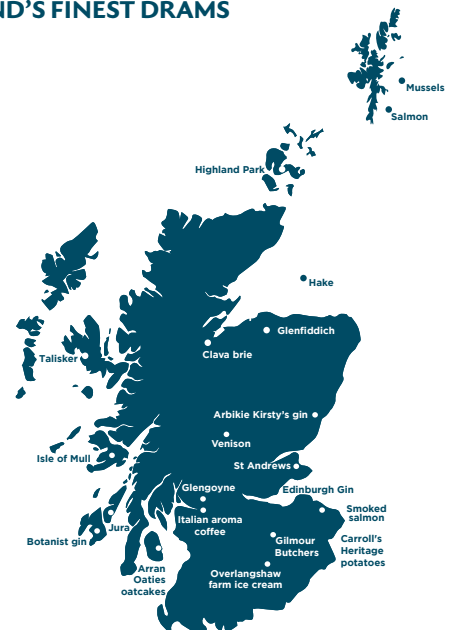 ND'S FINEST DRAMS
Mussels
Salmon
Highland Park
Hake
Glenfiddich
Clava brie
Talisker
Arbikie Kirsty's gin
Venison
Isle of Mull
St Andrews
Glengoyne
Edinburgh Gin
Italian aroma
coffee
Smoked
salmon
Jura
Botanist gin
Gilmour
Butchers
Carroll's
Heritage
potatoes
Arran
Oaties
oatcakes
Overlangshaw
farm ice cream